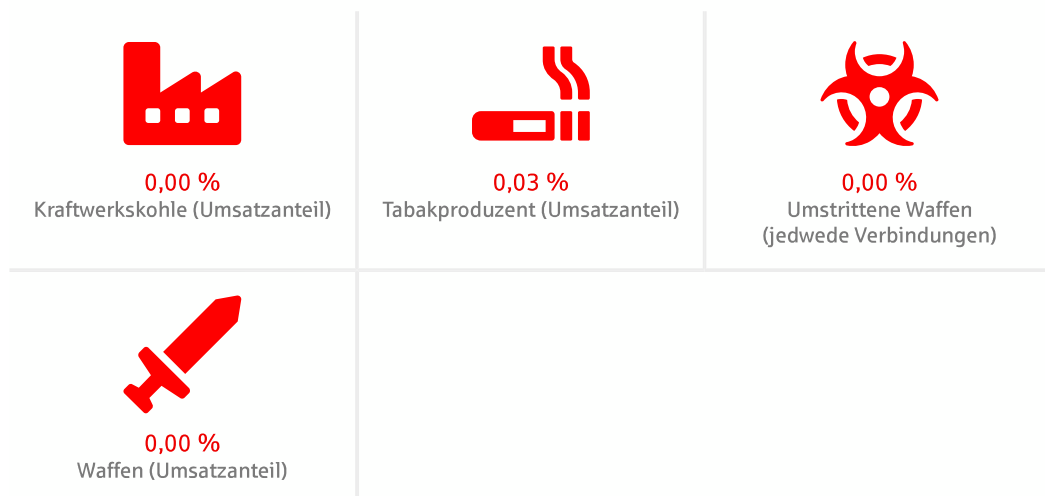 0,00 %
Kraftwerkskohle (Umsatzanteil)
0,03 %
Tabakproduzent (Umsatzanteil)
0,00 %
Umstrittene Waffen
(jedwede Verbindungen)
0,00 %
Waffen (Umsatzanteil)